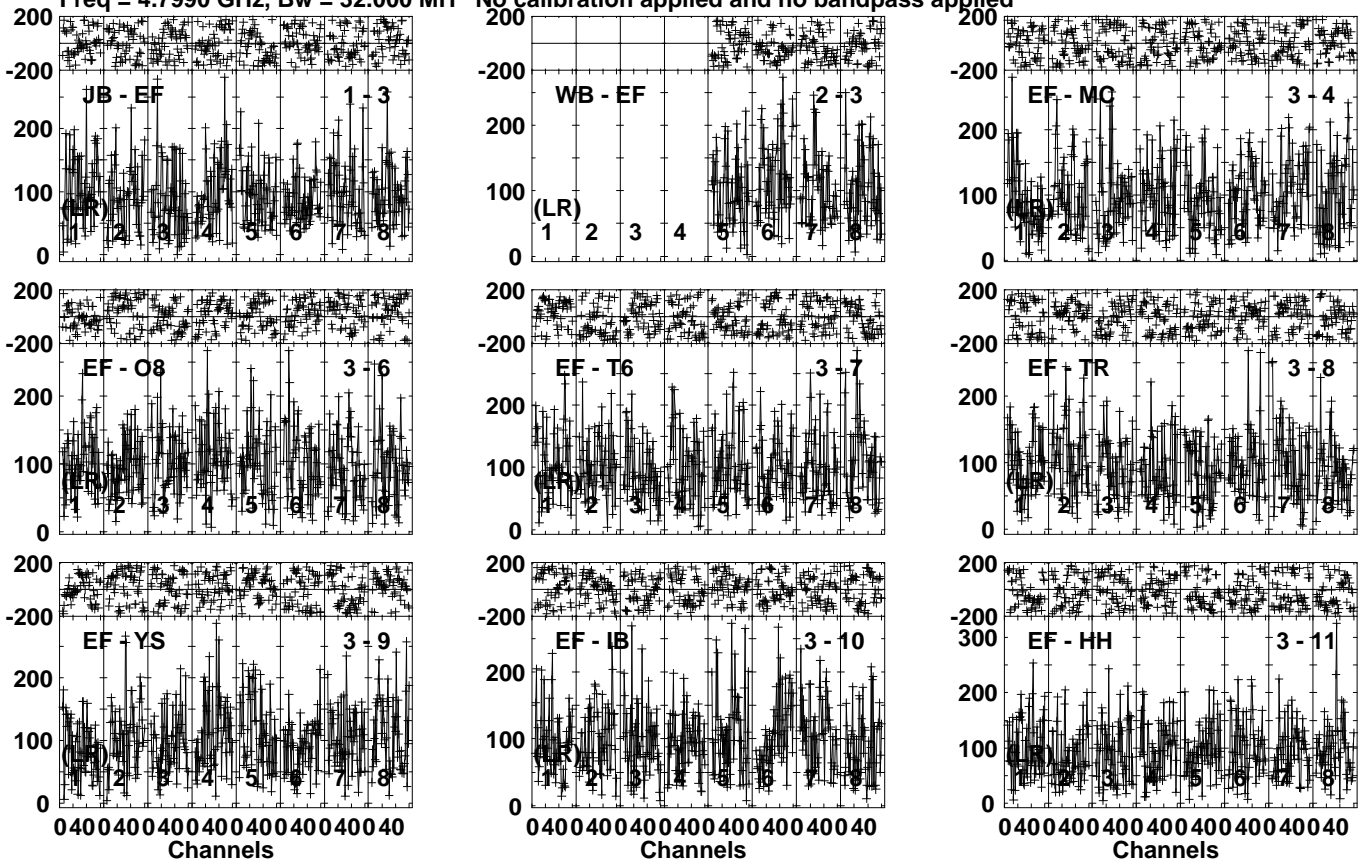 Freq = 4.7990 GHz, Bw = 32.000 MH No calibration applied and no bandpass applied
200 200 200
-200 -200 -200
JB - EF 1 - 3 WB - EF 2 - 3 EF - MC 3 - 4
200 200 200
100 100 100
(LR) (LR) (LR)
1 2 3 4 5 6 7 8 1 2 3 4 5 6 7 8 1 2 3 4 5 6 7 8
0 0 0
200 200 200
-200 -200 -200
EF - O8 3 - 6 EF - T6 3 - 7 EF - TR 3 - 8
200 200 200
100 100 100
(LR) (LR) (LR)
1 2 3 4 5 6 7 8 1 2 3 4 5 6 7 8 1 2 3 4 5 6 7 8
0 0 0
200 200 200
-200 -200 -200
EF - YS 3 - 9 EF - IB 3 - 10 300 EF - HH 3 - 11
200 200 200
100 100 100
(LR) (LR) (LR)
1 2 3 4 5 6 7 8 1 2 3 4 5 6 7 8 1 2 3 4 5 6 7 8
0 0 0
0 40 0 40 0 40 0 40 0 40 0 40 0 40 0 40 0 40 0 40 0 40 0 40 0 40 0 40 0 40 0 40 0 40 0 40 0 40 0 40 0 40 0 40 0 40 0 40
Channels Channels Channels